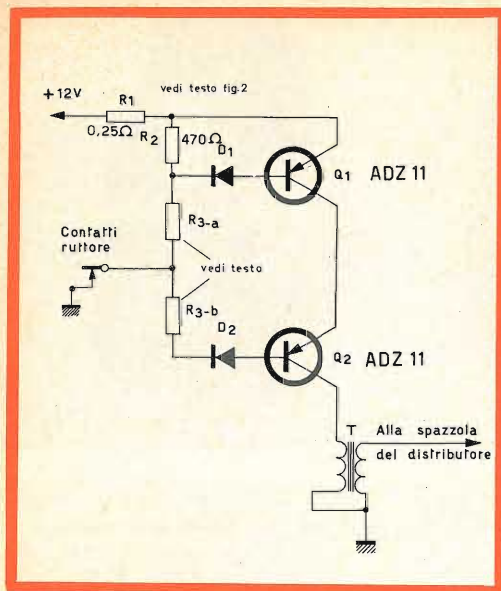 vedi testo fig.2
+12V
R1
0,25Ω
R2
470Ω
D1
Q1
ADZ 11
R3-a
Contatti
ruttore
vedi testo
R3-b
D2
Q2
ADZ 11
T
Alla spazzola
del distributore